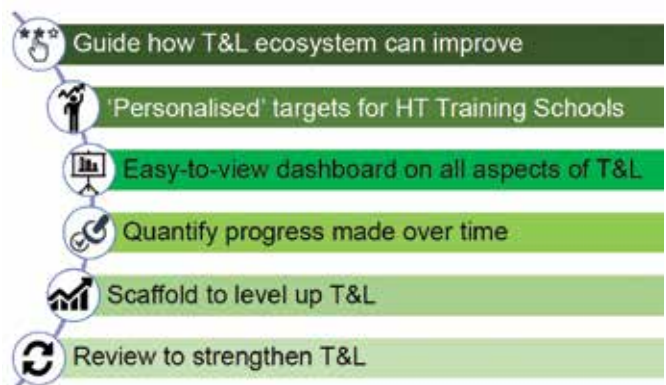 Guide how T&L ecosystem can improve
'Personalised' targets for HT Training Schools
Easy-to-view dashboard on all aspects of T&L
Quantify progress made over time
Scaffold to level up T&L
Review to strengthen T&L